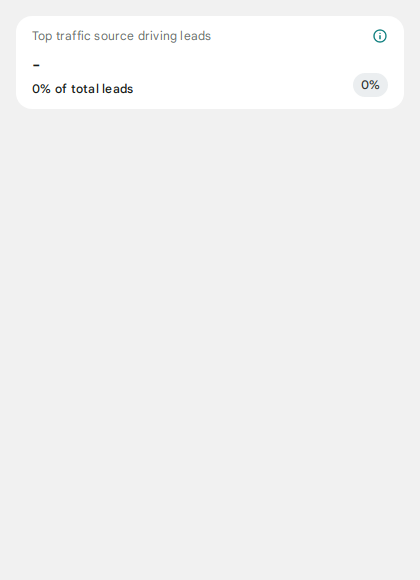 Top traffic source driving leads
-
0% of total leads
0%